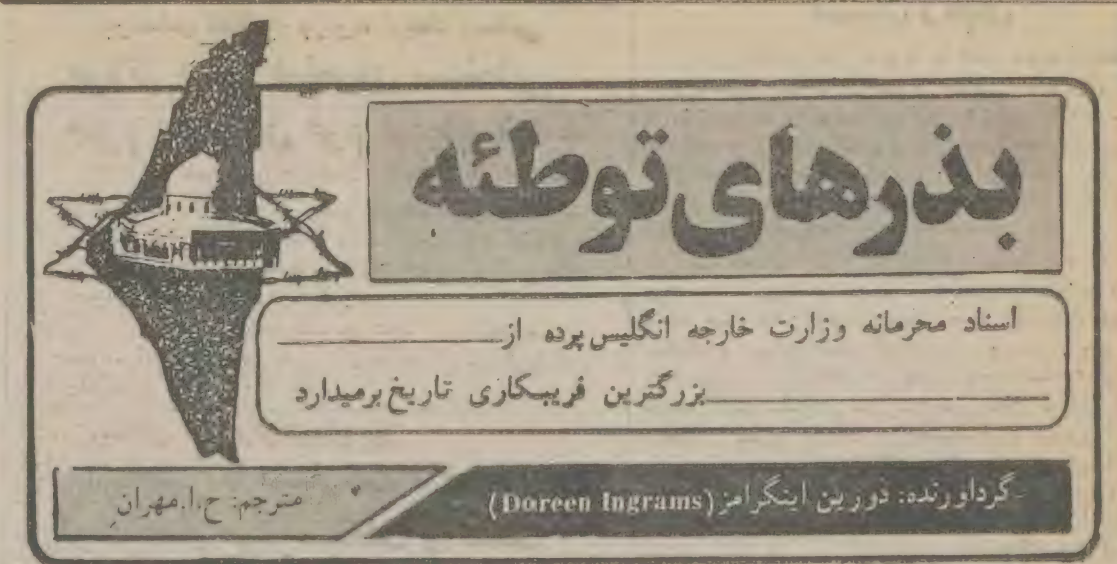 بذرهای توطئه
اسناد محرمانه وزارت خارجه انگلیس پرده از
بزرگترین فریبکاری تاریخ برمیدارد
گردآورنده: دورین اینگرامز (Doreen Ingrams)
مترجم: ح.ا.مهران